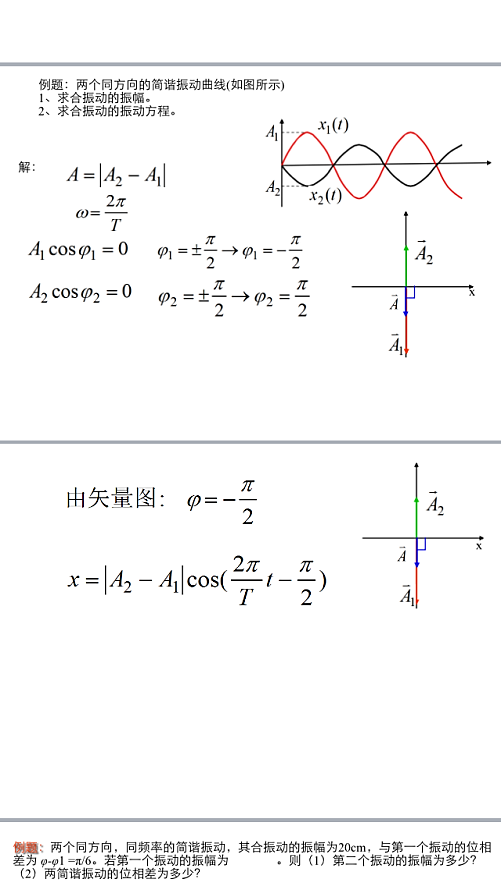 例题：两个同方向的简谐振动曲线(如图所示)
1、求合振动的振幅。
2、求合振动的振动方程。
A₁ x₁(t)
A₂ x₂(t)
解：
A = |A₂ − A₁|
ω = 2π/T
A₁ cos φ₁ = 0 φ₁ = ± π/2 → φ₁ = − π/2
A₂ cos φ₂ = 0 φ₂ = ± π/2 → φ₂ = π/2
A⃗₂
x
A⃗
A⃗₁
由矢量图： φ = − π/2
x = |A₂ − A₁| cos( 2π/T t − π/2 )
A⃗₂
x
A⃗
A⃗₁
例题：两个同方向，同频率的简谐振动，其合振动的振幅为20cm，与第一个振动的位相
差为 φ-φ1 =π/6。若第一个振动的振幅为 。则（1）第二个振动的振幅为多少？
（2）两简谐振动的位相差为多少？